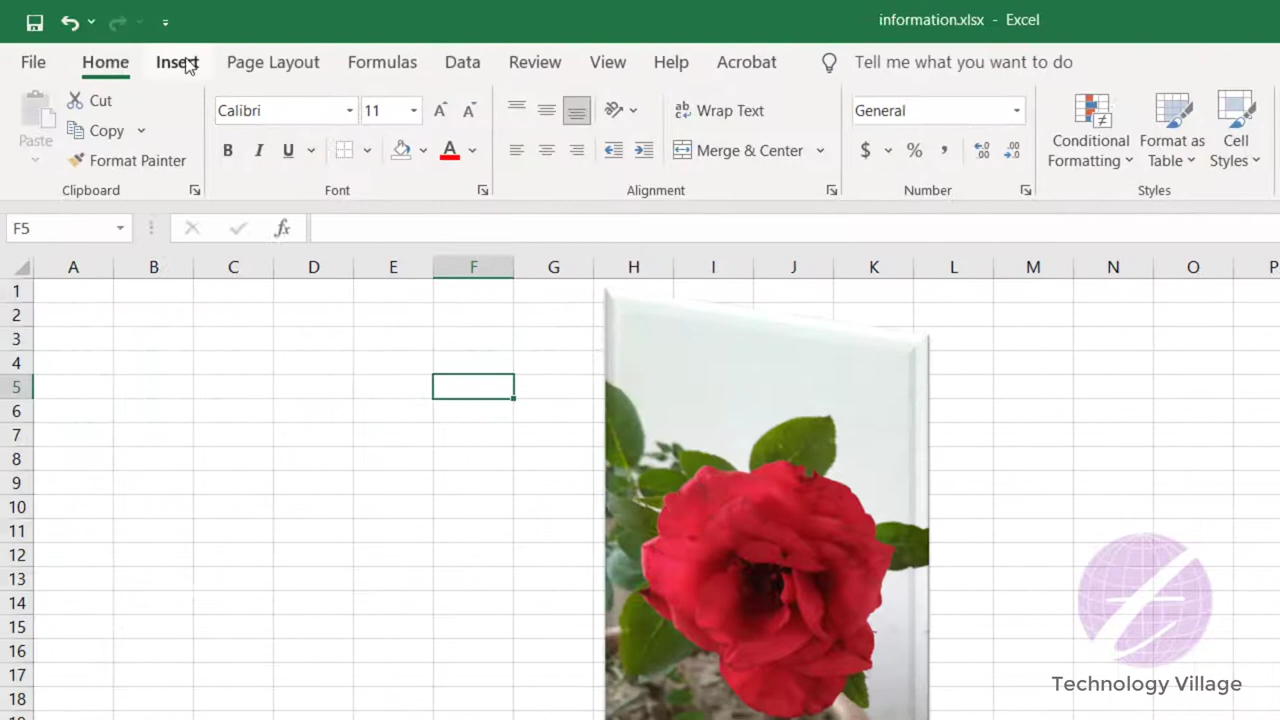 information.xlsx - Excel
File Home Insert Page Layout Formulas Data Review View Help Acrobat Tell me what you want to do
Paste
Cut
Copy
Format Painter
Clipboard
Calibri 11 A A
B I U A
Font
ab Wrap Text
Merge & Center
Alignment
General
$ % ,
Number
Conditional Formatting
Format as Table
Cell Styles
Styles
F5 fx
A B C D E F G H I J K L M N O P
1
2
3
4
5
6
7
8
9
10
11
12
13
14
15
16
17
18
Technology Village